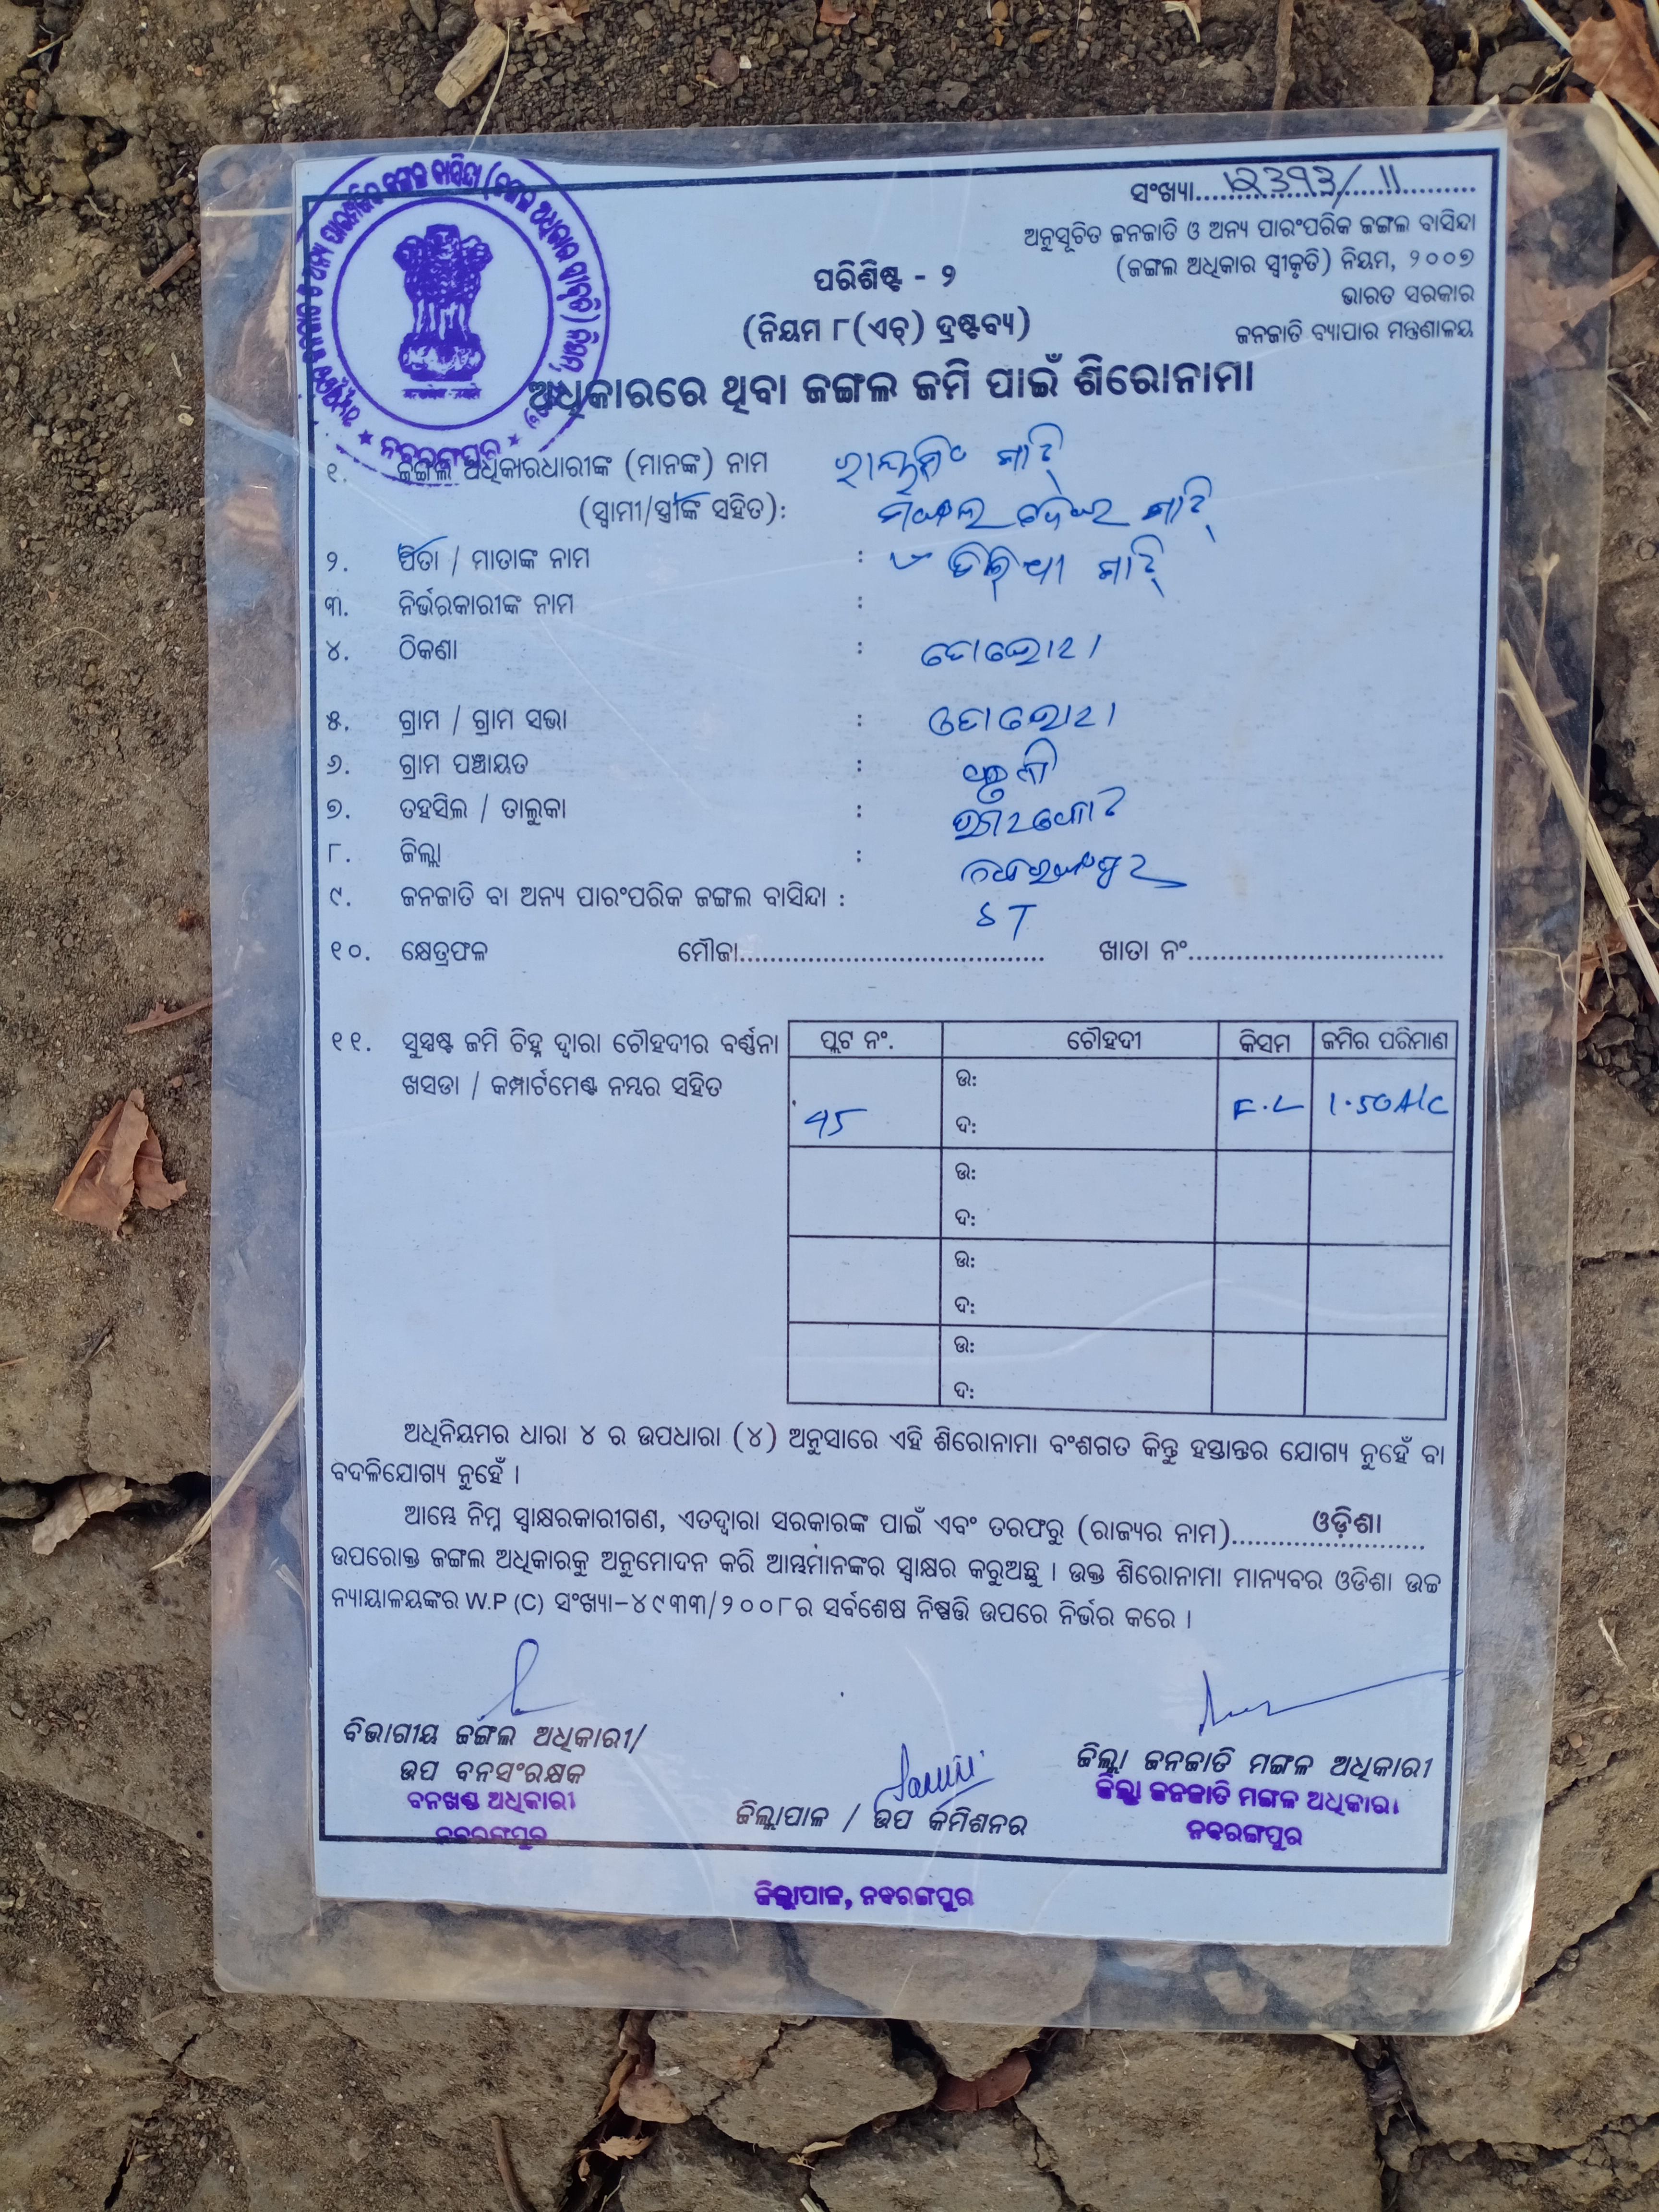 ସଂଖ୍ୟା
ଅନୁସୂଚିତ ଜନଜାତି ଓ ଅନ୍ୟ ପାରଂପରିକ ଜଙ୍ଗଲ ବାସିନ୍ଦା
(ଜଙ୍ଗଲ ଅଧିକାର ସ୍ୱୀକୃତି) ନିୟମ, ୨୦୦୭
ଭାରତ ସରକାର
ଜନଜାତି ବ୍ୟାପାର ମନ୍ତ୍ରଣାଳୟ
ପରିଶିଷ୍ଟ - ୨
(ନିୟମ ୮(ଏଚ୍) ଦ୍ରଷ୍ଟବ୍ୟ)
ଅଧିକାରରେ ଥିବା ଜଙ୍ଗଲ ଜମି ପାଇଁ ଶିରୋନାମା
ନବରଙ୍ଗପୁର
୧. ଜଙ୍ଗଲ ଅଧିକାରଧାରୀଙ୍କ (ମାନଙ୍କ) ନାମ
(ସ୍ୱାମୀ/ସ୍ତ୍ରୀଙ୍କ ସହିତ):
୨. ପିତା / ମାତାଙ୍କ ନାମ :
୩. ନିର୍ଭରକାରୀଙ୍କ ନାମ :
୪. ଠିକଣା :
୫. ଗ୍ରାମ / ଗ୍ରାମ ସଭା :
୬. ଗ୍ରାମ ପଞ୍ଚାୟତ :
୭. ତହସିଲ / ତାଲୁକା :
୮. ଜିଲ୍ଲା :
୯. ଜନଜାତି ବା ଅନ୍ୟ ପାରଂପରିକ ଜଙ୍ଗଲ ବାସିନ୍ଦା : ST
୧୦. କ୍ଷେତ୍ରଫଳ ମୌଜା........................................ ଖାତା ନଂ..................................
୧୧. ସୁସ୍ପଷ୍ଟ ଜମି ଚିହ୍ନ ଦ୍ୱାରା ଚୌହଦୀର ବର୍ଣ୍ଣନା
ଖସଡା / କମ୍ପାର୍ଟମେଣ୍ଟ ନମ୍ବର ସହିତ
ପ୍ଲଟ ନଂ. ଚୌହଦୀ କିସମ ଜମିର ପରିମାଣ
ଉ:
F.L 1.50 A/C
ଦ:
ଉ:
ଦ:
ଉ:
ଦ:
ଉ:
ଦ:
ଅଧିନିୟମର ଧାରା ୪ ର ଉପଧାରା (୪) ଅନୁସାରେ ଏହି ଶିରୋନାମା ବଂଶଗତ କିନ୍ତୁ ହସ୍ତାନ୍ତର ଯୋଗ୍ୟ ନୁହେଁ ବା
ବଦଳିଯୋଗ୍ୟ ନୁହେଁ ।
ଆମ୍ଭେ ନିମ୍ନ ସ୍ୱାକ୍ଷରକାରୀଗଣ, ଏତଦ୍ୱାରା ସରକାରଙ୍କ ପାଇଁ ଏବଂ ତରଫରୁ (ରାଜ୍ୟର ନାମ)..........ଓଡ଼ିଶା..........
ଉପରୋକ୍ତ ଜଙ୍ଗଲ ଅଧିକାରକୁ ଅନୁମୋଦନ କରି ଆମ୍ଭମାନଙ୍କର ସ୍ୱାକ୍ଷର କରୁଅଛୁ । ଉକ୍ତ ଶିରୋନାମା ମାନ୍ୟବର ଓଡିଶା ଉଚ୍ଚ
ନ୍ୟାୟାଳୟଙ୍କର W.P (C) ସଂଖ୍ୟା-୪୯୩୩/୨୦୦୮ର ସର୍ବଶେଷ ନିଷ୍ପତ୍ତି ଉପରେ ନିର୍ଭର କରେ ।
ବିଭାଗୀୟ ଜଙ୍ଗଲ ଅଧିକାରୀ/
ଉପ ବନସଂରକ୍ଷକ
ବନଖଣ୍ଡ ଅଧିକାରୀ
ନବରଙ୍ଗପୁର
ଜିଲ୍ଲାପାଳ / ଉପ କମିଶନର
ଜିଲ୍ଲା ଜନଜାତି ମଙ୍ଗଳ ଅଧିକାରୀ
ଜିଲ୍ଲା ଜନଜାତି ମଙ୍ଗଳ ଅଧିକାରୀ
ନବରଙ୍ଗପୁର
ଜିଲ୍ଲାପାଳ, ନବରଙ୍ଗପୁର